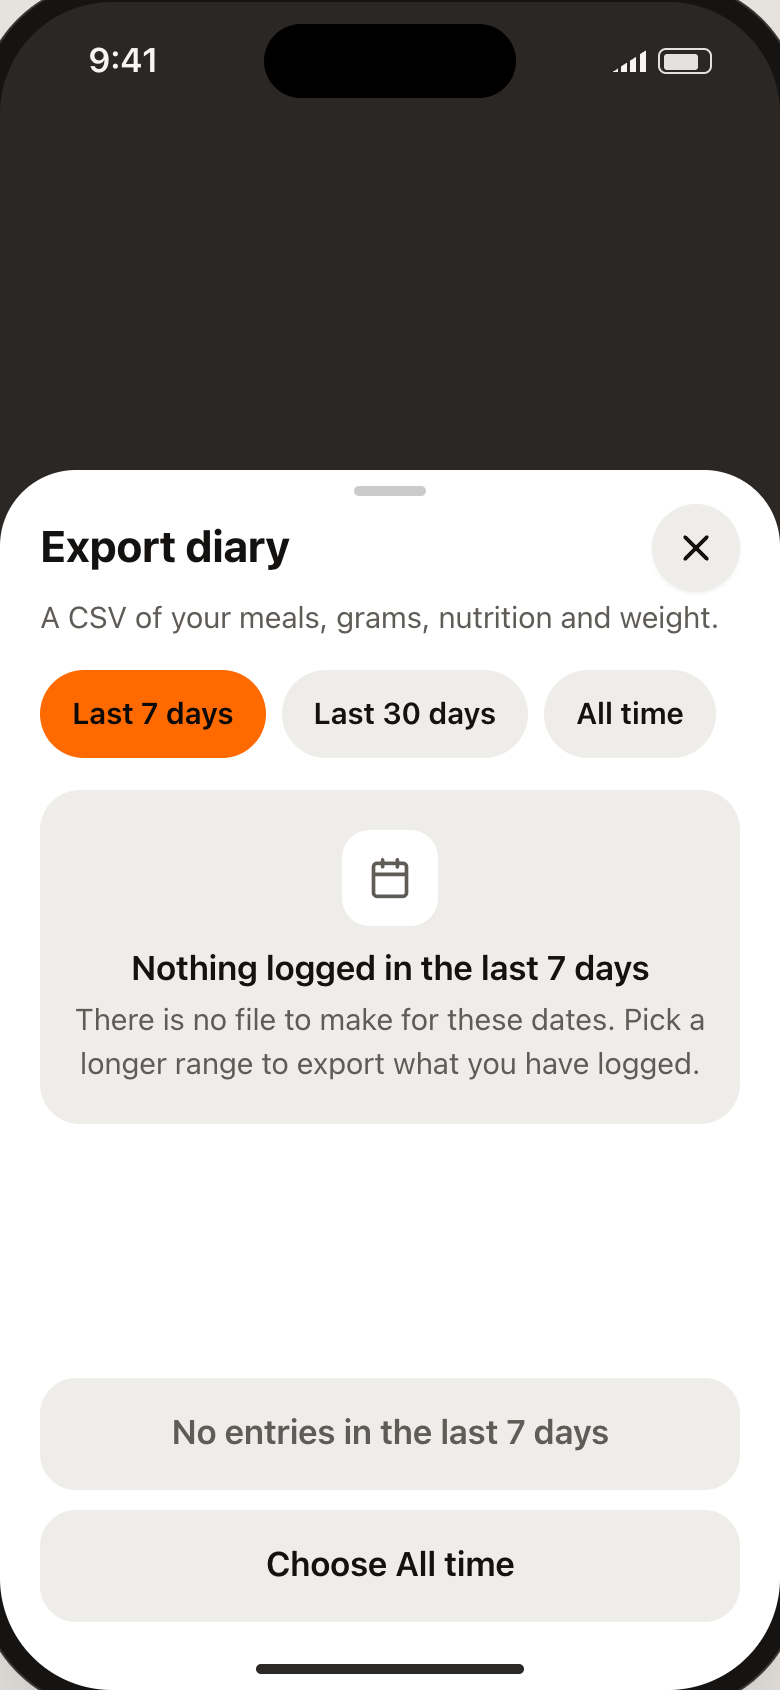 9:41
Export diary
A CSV of your meals, grams, nutrition and weight.
Last 7 days
Last 30 days
All time
Nothing logged in the last 7 days
There is no file to make for these dates. Pick a
longer range to export what you have logged.
No entries in the last 7 days
Choose All time